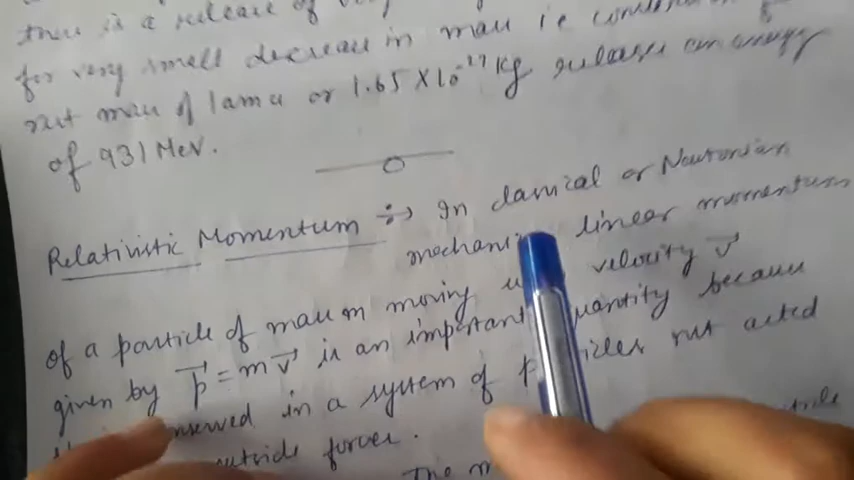 there is a release of
for very small decrease in mass i.e
rest mass of 1 amu or 1.65 X 10⁻²⁷ kg releases an energy
of 931 MeV.
Relativistic Momentum ÷→ In classical or Newtonian
mechanics linear momentum
of a particle of mass m moving velocity v⃗
given by p⃗ = mv⃗ is an important quantity because
in a system of not acted
outside forces.
The